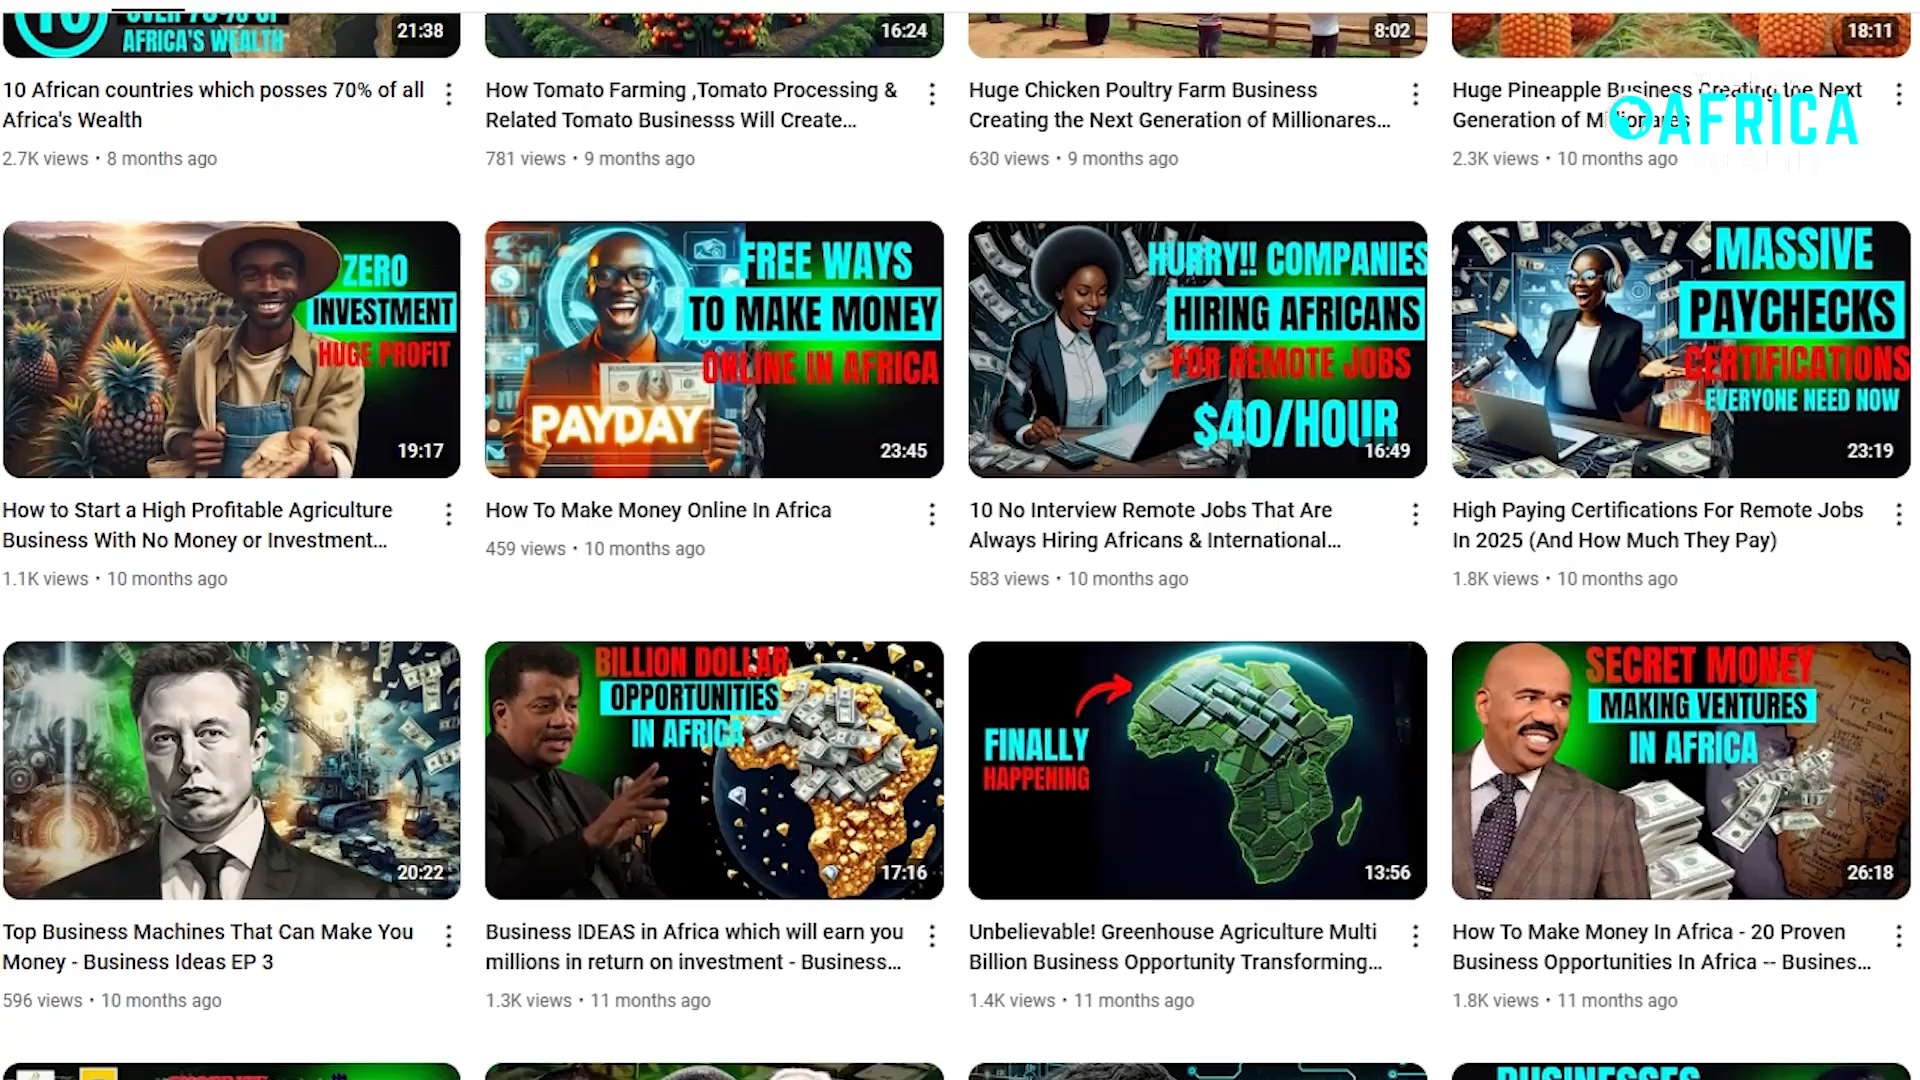 OVER 70% OF
AFRICA'S WEALTH
21:38
16:24
8:02
18:11
10 African countries which posses 70% of all
Africa's Wealth
2.7K views • 8 months ago
How Tomato Farming ,Tomato Processing &
Related Tomato Businesss Will Create...
781 views • 9 months ago
Huge Chicken Poultry Farm Business
Creating the Next Generation of Millionares...
630 views • 9 months ago
Huge Pineapple Business Creating the Next
Generation of Millionares
2.3K views • 10 months ago
AFRICA
ZERO
INVESTMENT
HUGE PROFIT
19:17
FREE WAYS
TO MAKE MONEY
ONLINE IN AFRICA
PAYDAY
23:45
HURRY!! COMPANIES
HIRING AFRICANS
FOR REMOTE JOBS
$40/HOUR
16:49
MASSIVE
PAYCHECKS
CERTIFICATIONS
EVERYONE NEED NOW
23:19
How to Start a High Profitable Agriculture
Business With No Money or Investment...
1.1K views • 10 months ago
How To Make Money Online In Africa
459 views • 10 months ago
10 No Interview Remote Jobs That Are
Always Hiring Africans & International...
583 views • 10 months ago
High Paying Certifications For Remote Jobs
In 2025 (And How Much They Pay)
1.8K views • 10 months ago
20:22
BILLION DOLLAR
OPPORTUNITIES
IN AFRICA
17:16
FINALLY
HAPPENING
13:56
SECRET MONEY
MAKING VENTURES
IN AFRICA
26:18
Top Business Machines That Can Make You
Money - Business Ideas EP 3
596 views • 10 months ago
Business IDEAS in Africa which will earn you
millions in return on investment - Business...
1.3K views • 11 months ago
Unbelievable! Greenhouse Agriculture Multi
Billion Business Opportunity Transforming...
1.4K views • 11 months ago
How To Make Money In Africa - 20 Proven
Business Opportunities In Africa -- Busines...
1.8K views • 11 months ago
BUSINESSES